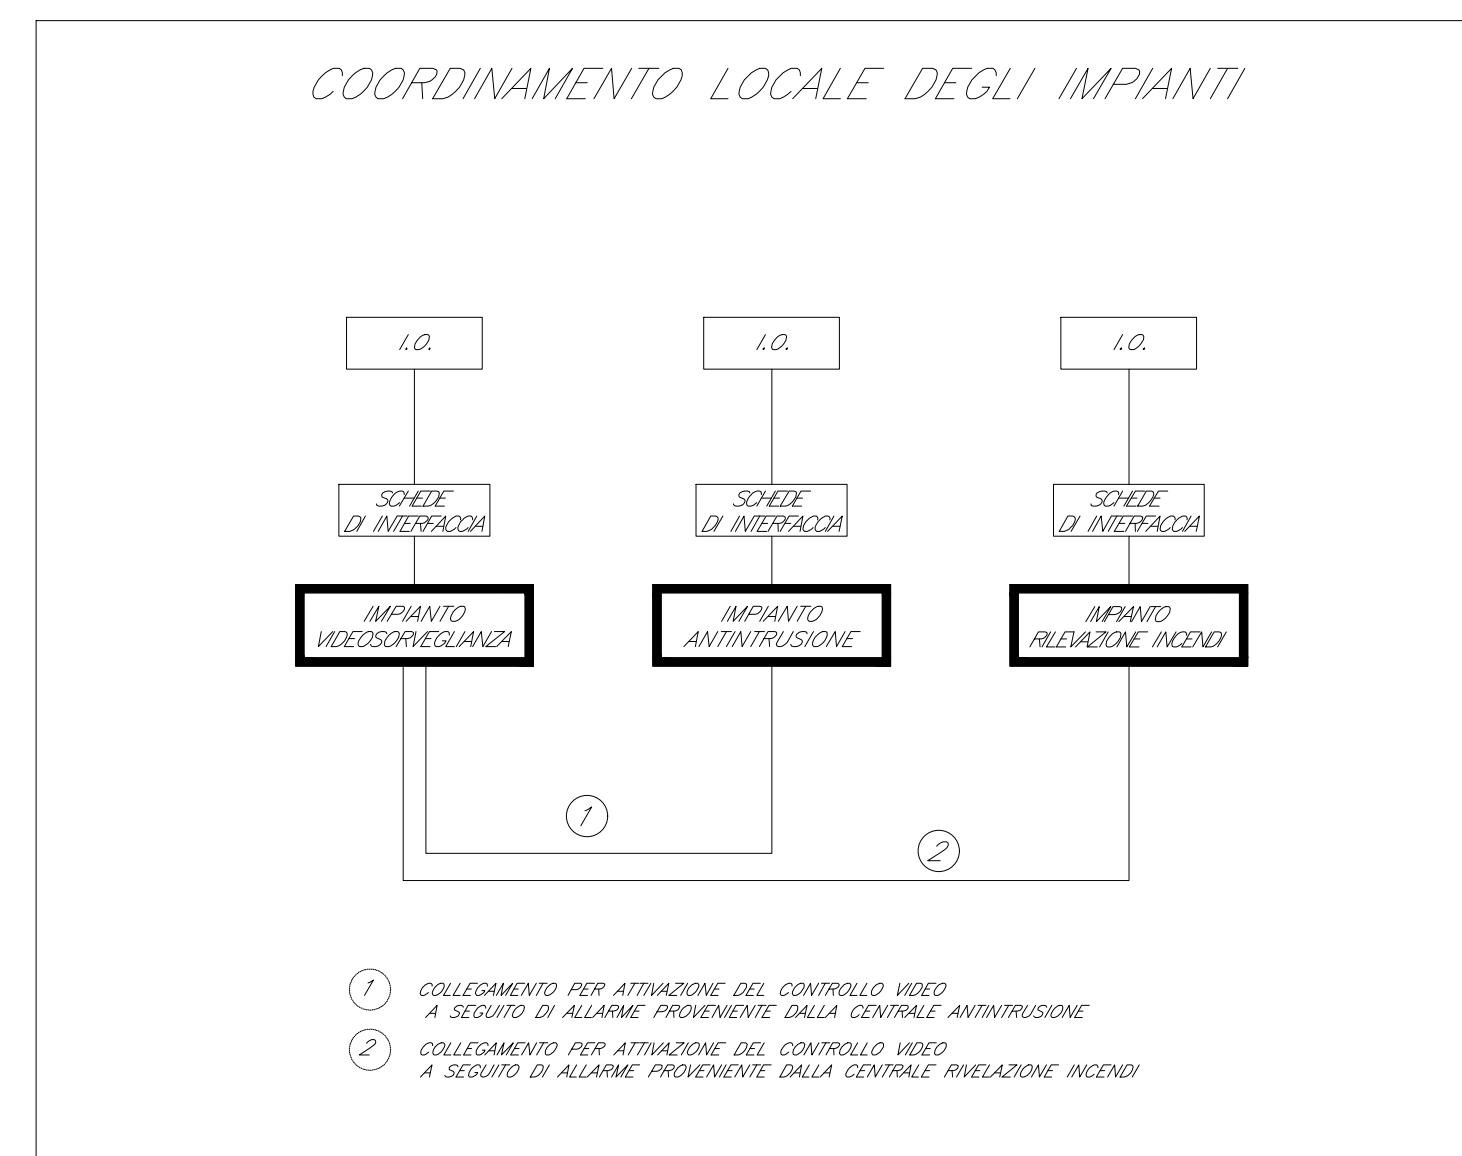 COORDINAMENTO LOCALE DEGLI IMPIANTI
I.O.
I.O.
I.O.
SCHEDE
DI INTERFACCIA
SCHEDE
DI INTERFACCIA
SCHEDE
DI INTERFACCIA
IMPIANTO
VIDEOSORVEGLIANZA
IMPIANTO
ANTINTRUSIONE
IMPIANTO
RILEVAZIONE INCENDI
1
2
1 COLLEGAMENTO PER ATTIVAZIONE DEL CONTROLLO VIDEO
A SEGUITO DI ALLARME PROVENIENTE DALLA CENTRALE ANTINTRUSIONE
2 COLLEGAMENTO PER ATTIVAZIONE DEL CONTROLLO VIDEO
A SEGUITO DI ALLARME PROVENIENTE DALLA CENTRALE RIVELAZIONE INCENDI